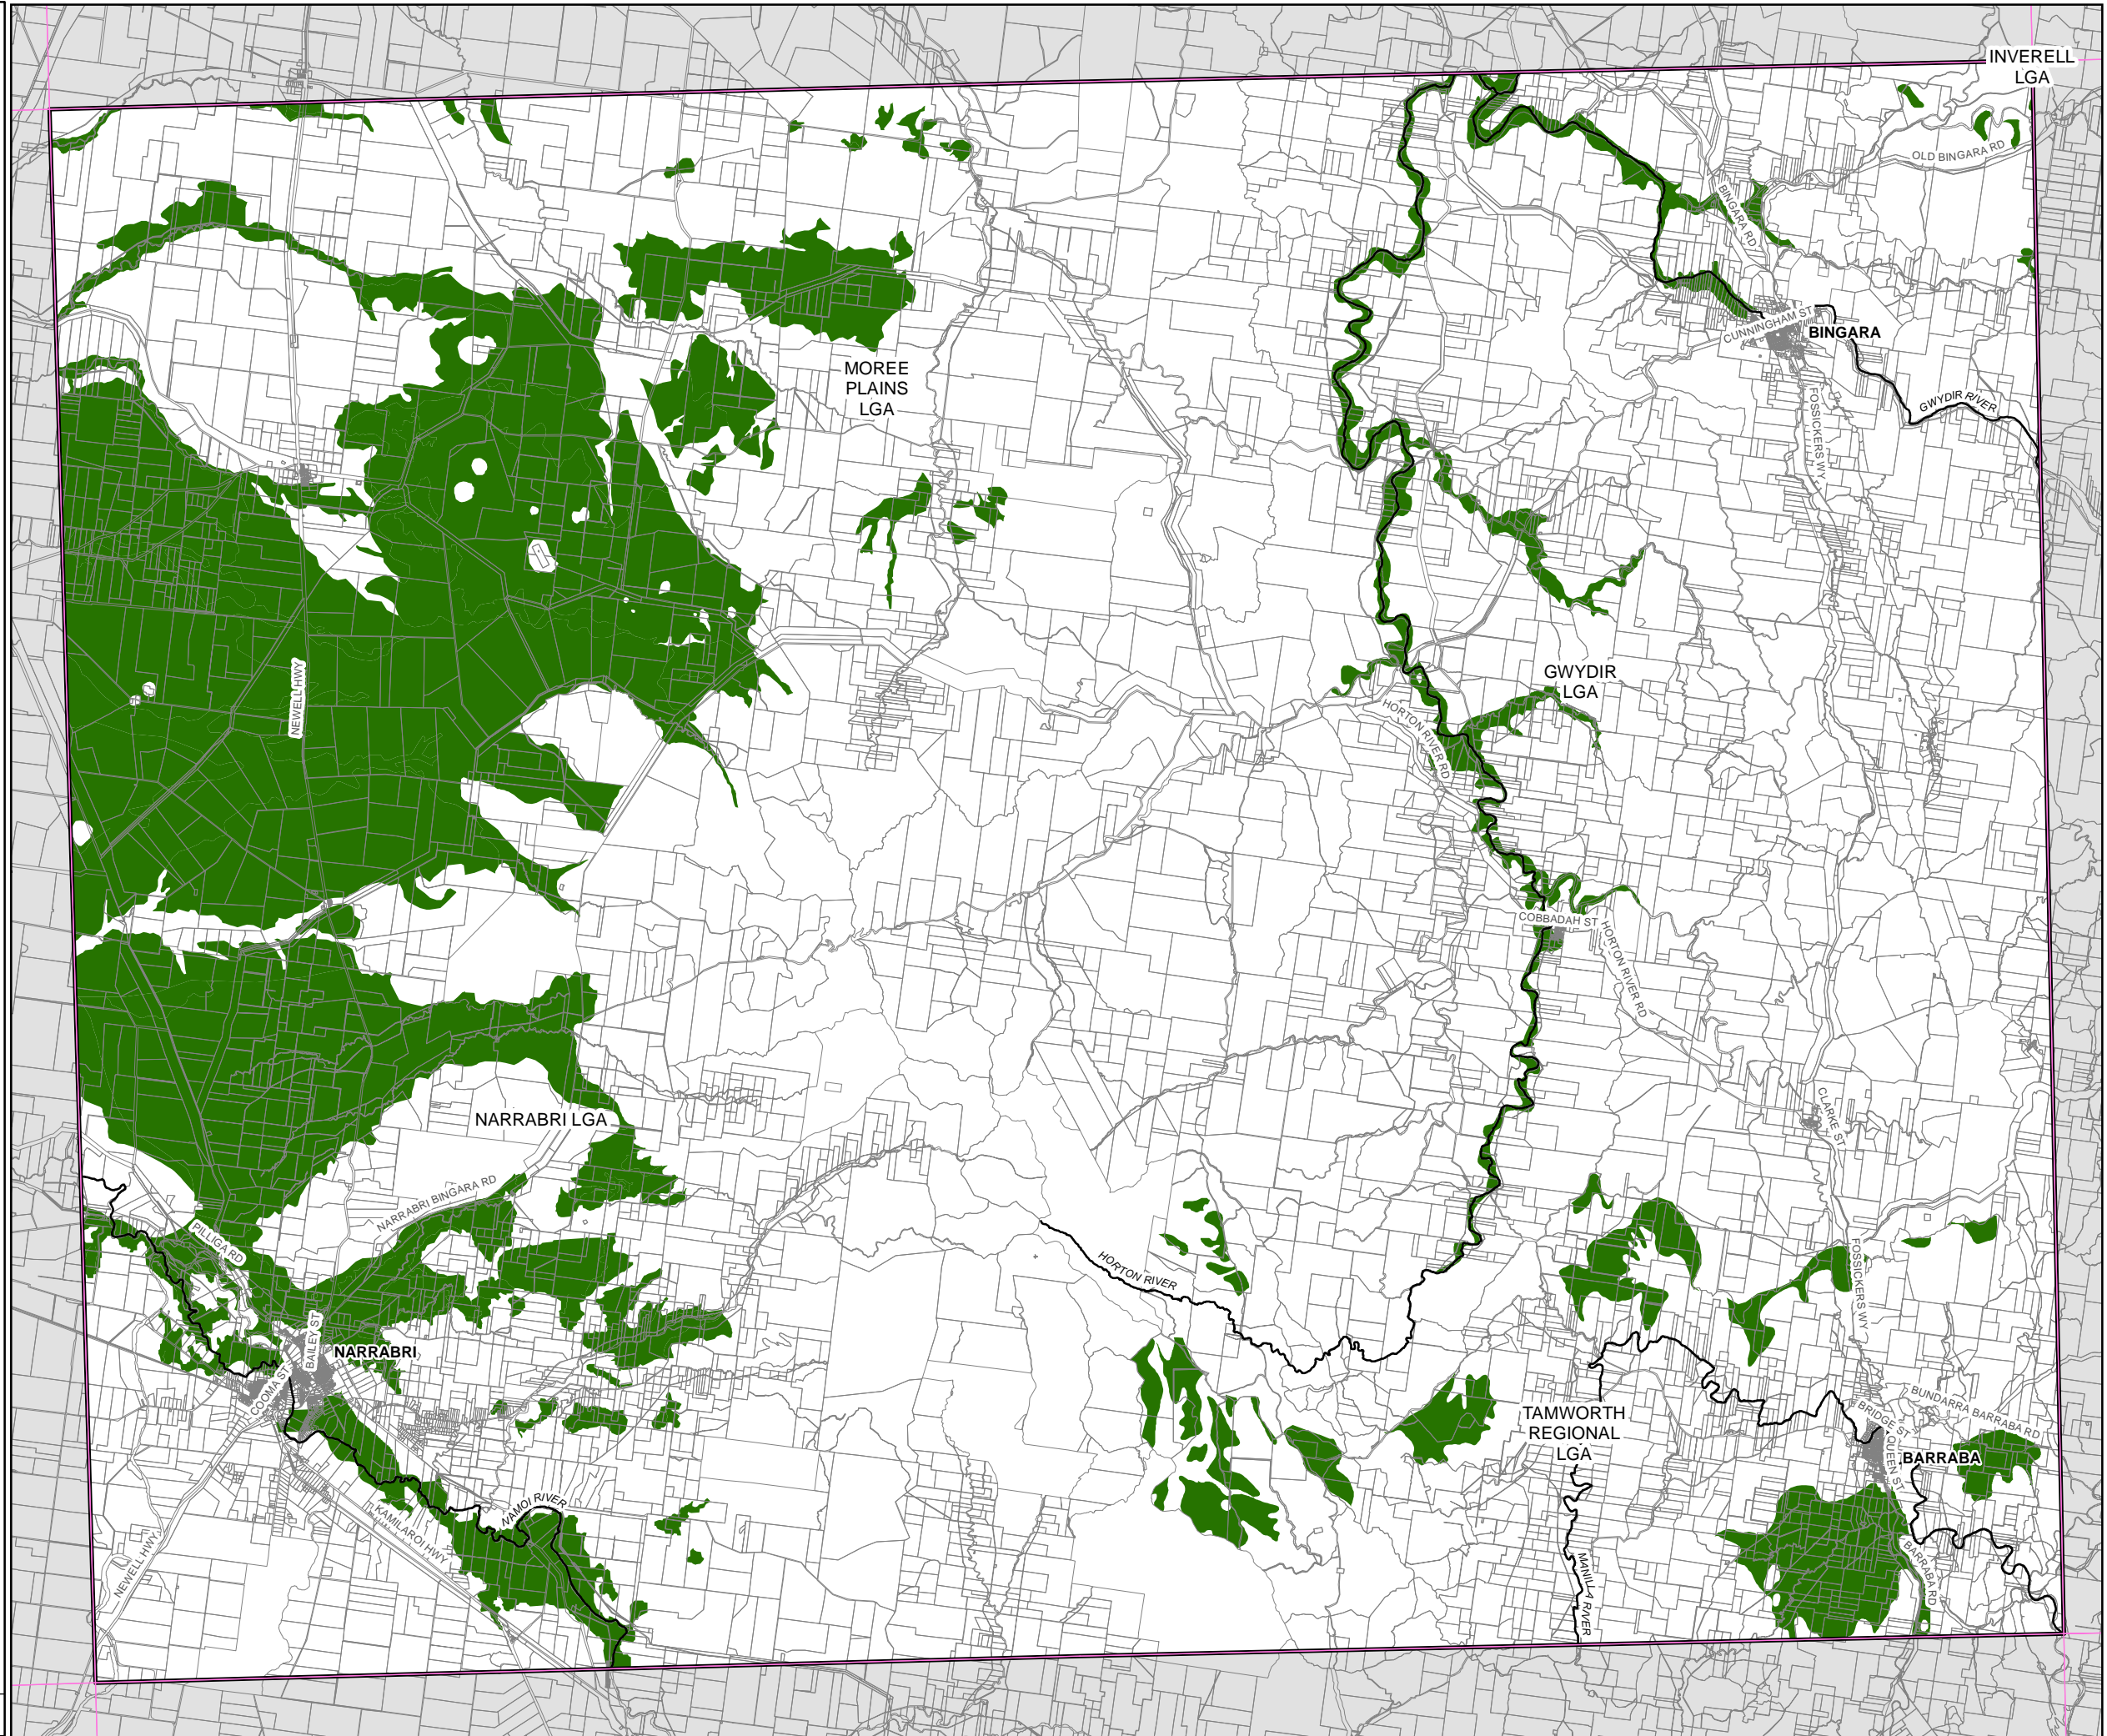 INVERELL
LGA
OLD BINGARA RD
BINGARA RD
CUNNINGHAM ST
BINGARA
MOREE
PLAINS
LGA
GWYDIR RIVER
FOSSICKERS WY
NEWELL HWY
GWYDIR
LGA
HORTON RIVER RD
COBBADAH ST
HORTON RIVER RD
NARRABRI LGA
CLARKE ST
NARRABRI BINGARA RD
PILLIGA RD
HORTON RIVER
FOSSICKERS WY
BAILEY ST
NARRABRI
COOMA ST
TAMWORTH
REGIONAL
LGA
BUNDARRA BARRABA RD
BRIDGE ST
QUEEN ST
BARRABA
NAMOI RIVER
KAMILAROI HWY
NEWELL HWY
MANILLA RIVER
BARRABA RD